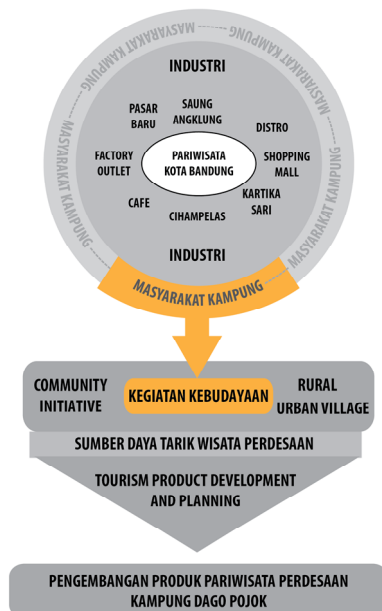 MASYARAKAT KAMPUNG
MASYARAKAT KAMPUNG
MASYARAKAT KAMPUNG
MASYARAKAT KAMPUNG
INDUSTRI
PASAR
BARU
SAUNG
ANGKLUNG
DISTRO
FACTORY
OUTLET
PARIWISATA
KOTA BANDUNG
SHOPPING
MALL
CAFE
CIHAMPELAS
KARTIKA
SARI
INDUSTRI
MASYARAKAT KAMPUNG
COMMUNITY
INITIATIVE
KEGIATAN KEBUDAYAAN
RURAL
URBAN VILLAGE
SUMBER DAYA TARIK WISATA PERDESAAN
TOURISM PRODUCT DEVELOPMENT
AND PLANNING
PENGEMBANGAN PRODUK PARIWISATA PERDESAAN
KAMPUNG DAGO POJOK